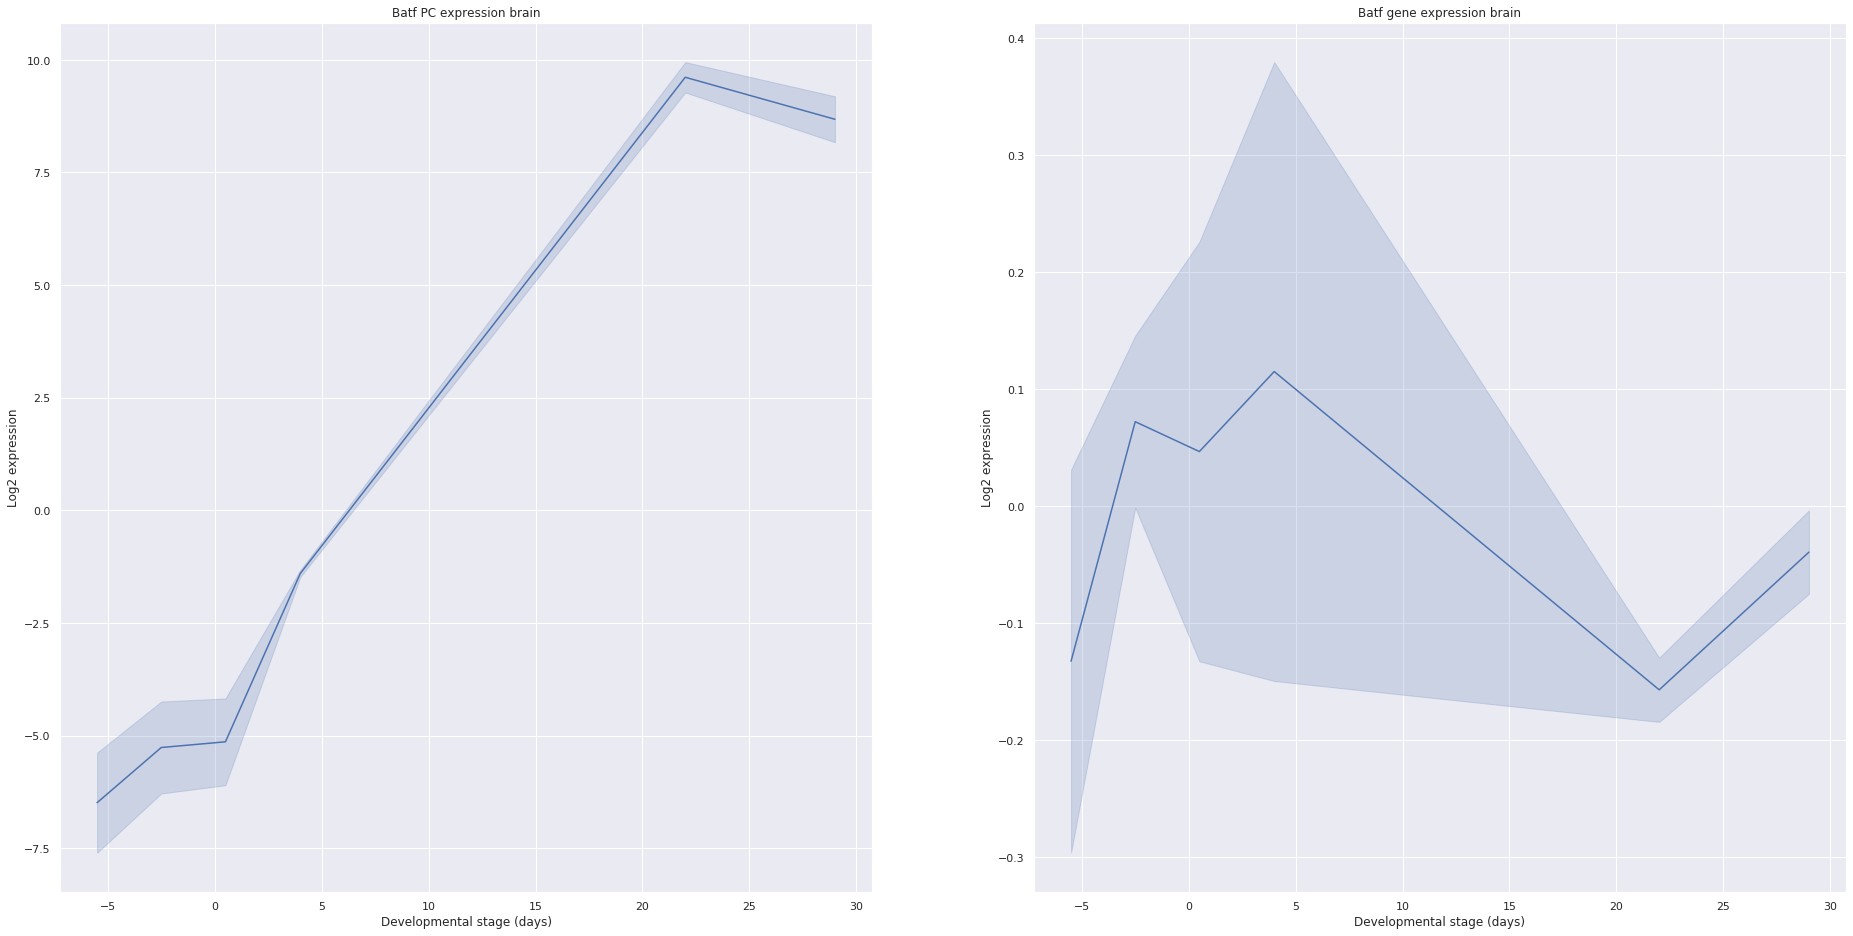 Batf PC expression brain
10.0
7.5
5.0
2.5
0.0
−2.5
−5.0
−7.5
Log2 expression
−5 0 5 10 15 20 25 30
Developmental stage (days)
Batf gene expression brain
0.4
0.3
0.2
0.1
0.0
−0.1
−0.2
−0.3
Log2 expression
−5 0 5 10 15 20 25 30
Developmental stage (days)